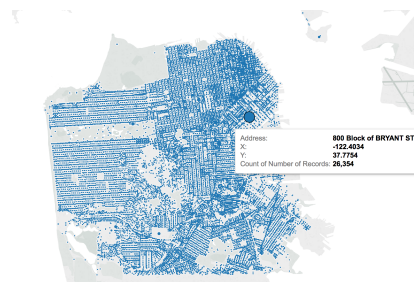 Address: 800 Block of BRYANT ST
X: -122.4034
Y: 37.7754
Count of Number of Records: 26,354